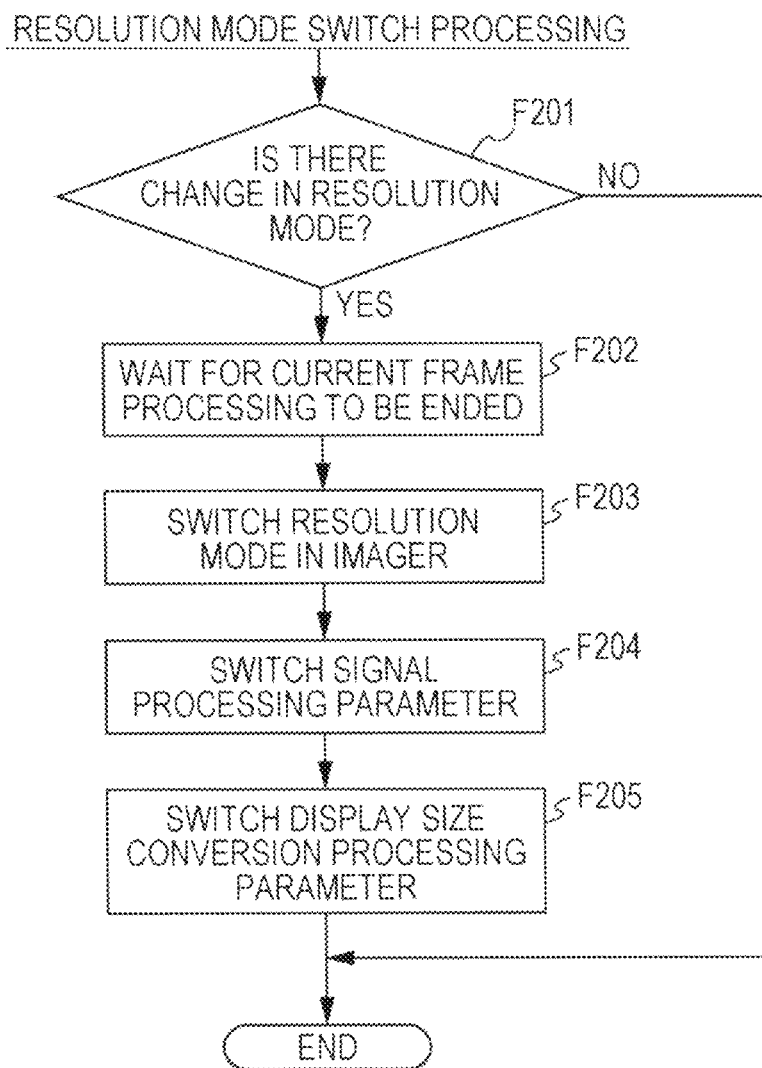 RESOLUTION MODE SWITCH PROCESSING
F201
IS THERE
CHANGE IN RESOLUTION
MODE?
NO
YES
F202
WAIT FOR CURRENT FRAME
PROCESSING TO BE ENDED
F203
SWITCH RESOLUTION
MODE IN IMAGER
F204
SWITCH SIGNAL
PROCESSING PARAMETER
F205
SWITCH DISPLAY SIZE
CONVERSION PROCESSING
PARAMETER
END